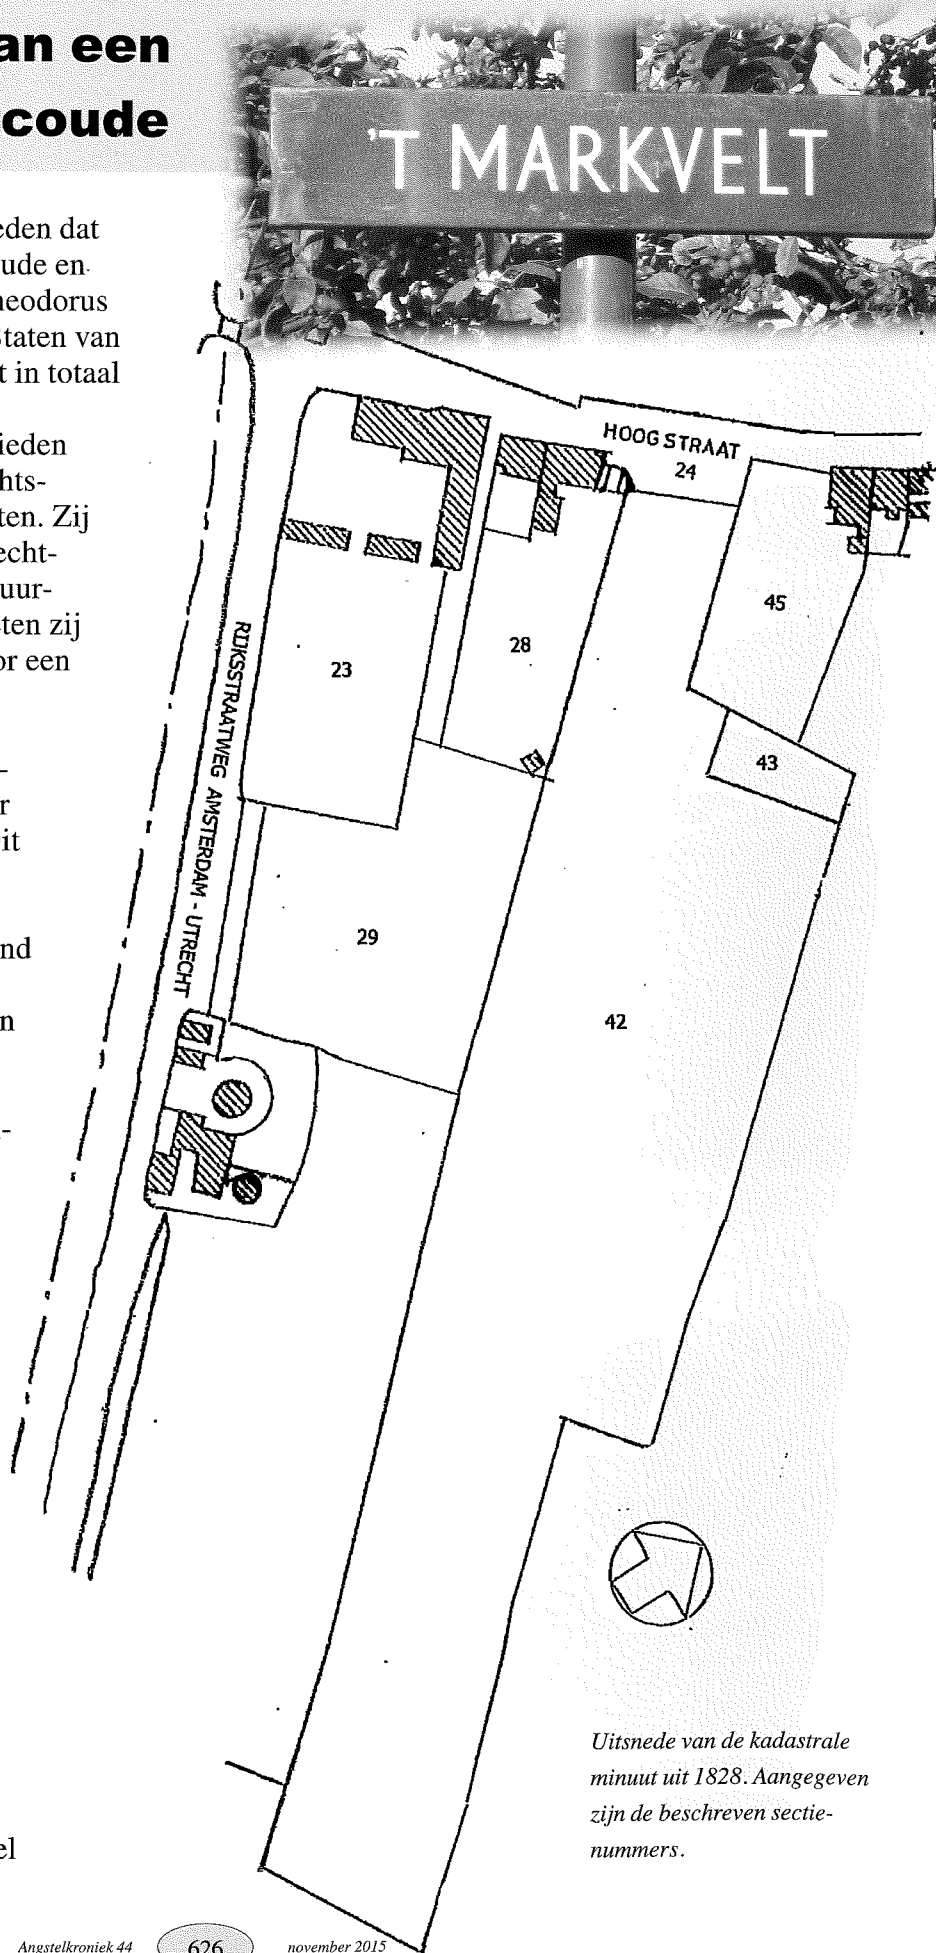 an een
coude
'T MARKVELT
eden dat
ude en
heodorus
Staten van
t in totaal
ieden
hts-
ten. Zij
echt-
uur-
ten zij
or een
–
r
it
nd
n
-
el
HOOGSTRAAT
24
45
23
28
43
RIJKSSTRAATWEG AMSTERDAM - UTRECHT
29
42
Uitsnede van de kadastrale
minuut uit 1828. Aangegeven
zijn de beschreven sectie-
nummers.
Angstelkroniek 44 626 november 2015